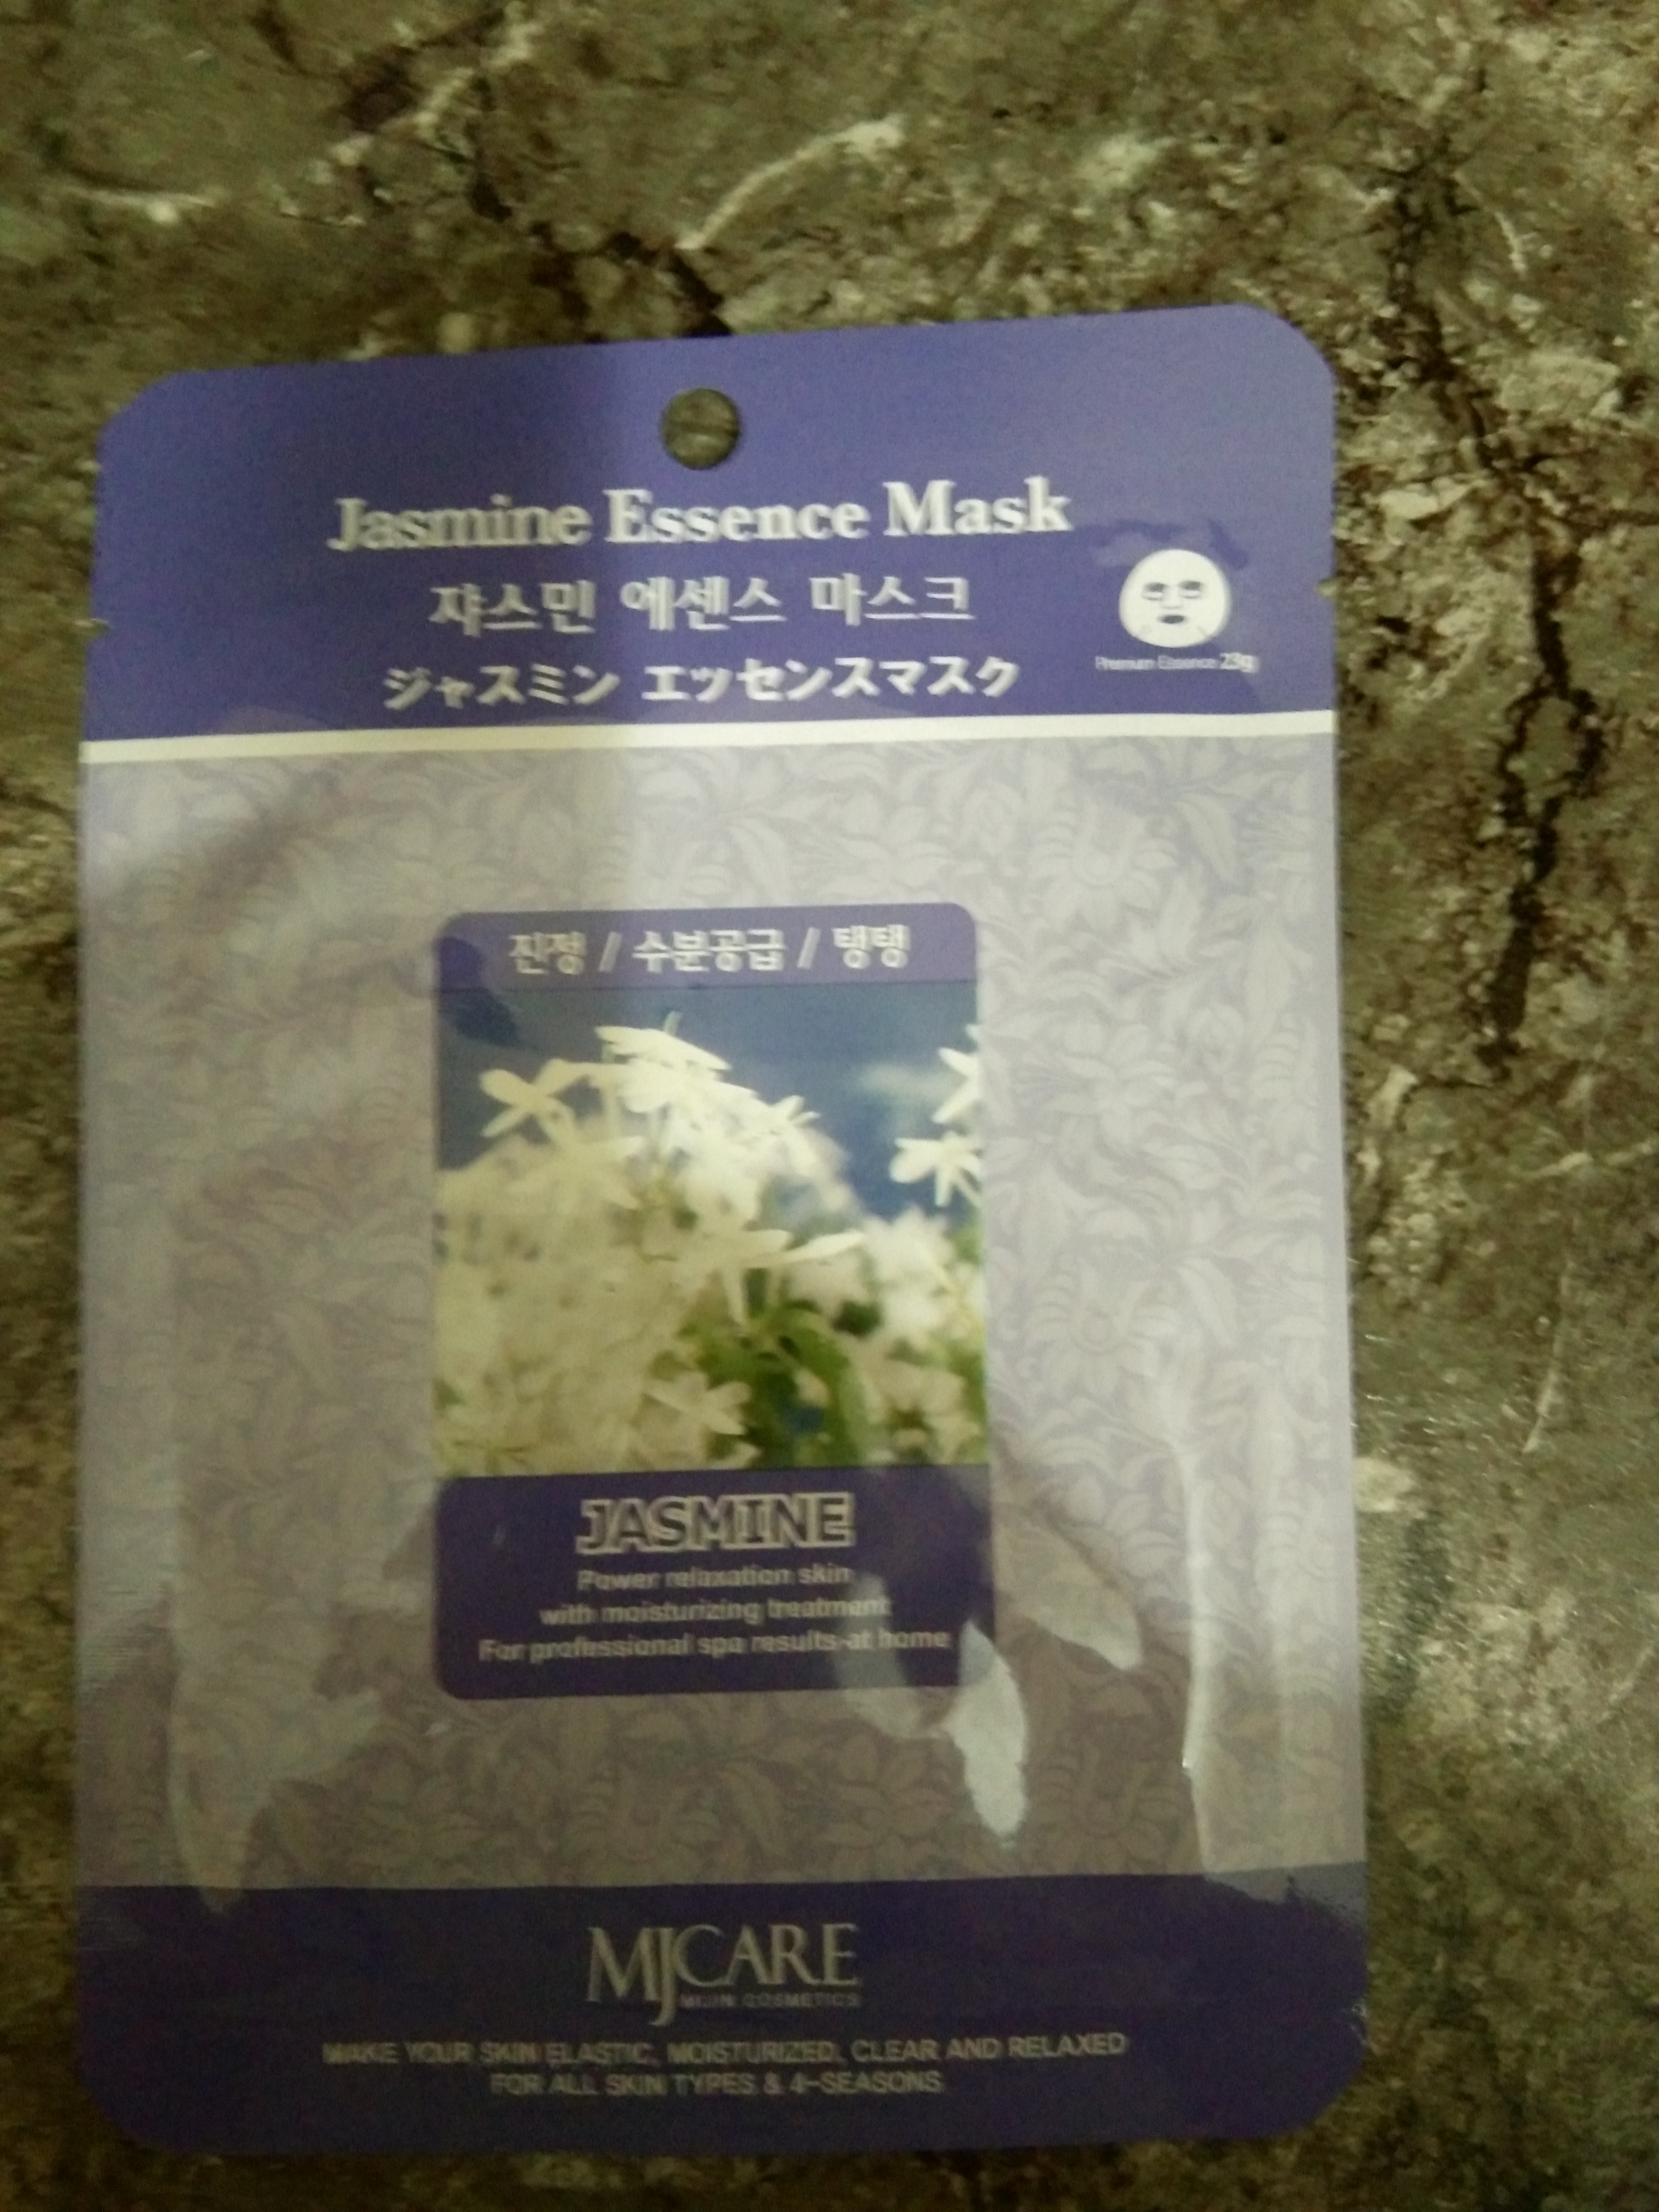 Jasmine Essence Mask
쟈스민 에센스 마스크
ジャスミン エッセンスマスク
Premium Essence 23g
진정 / 수분공급 / 탱탱
JASMINE
Power relaxation skin
with moisturizing treatment
For professional spa results at home
MJCARE
MIJIN COSMETICS
MAKE YOUR SKIN ELASTIC, MOISTURIZED, CLEAR AND RELAXED
FOR ALL SKIN TYPES & 4-SEASONS